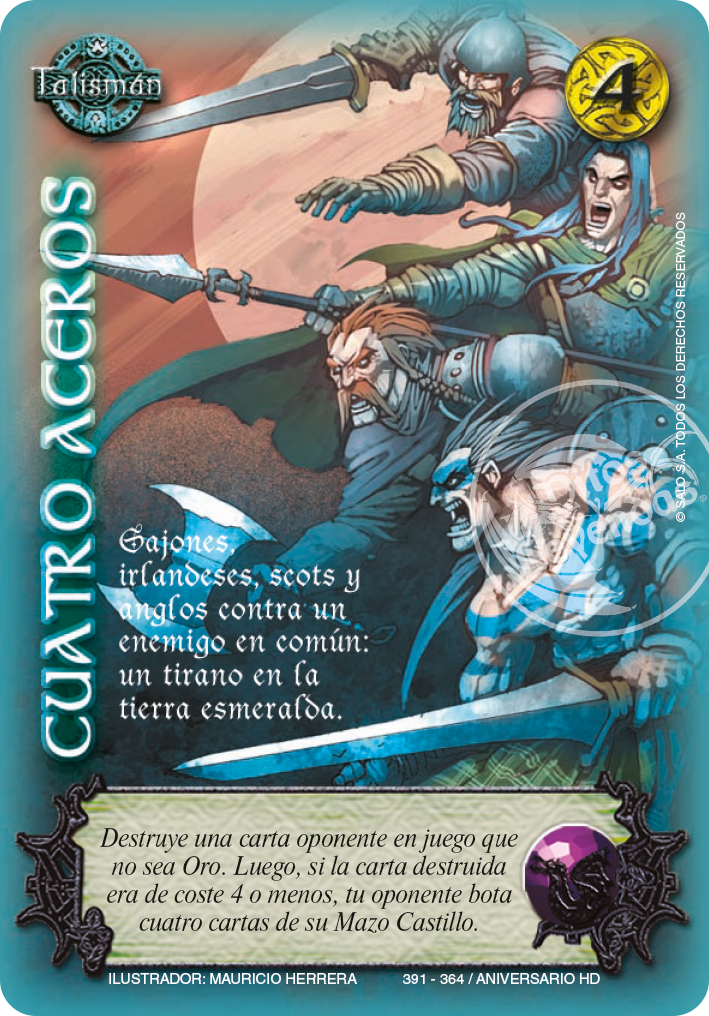 Talismán
4
CUATRO ACEROS
Sajones,
irlandeses, scots y
anglos contra un
enemigo en común:
un tirano en la
tierra esmeralda.
© SALO S.A. TODOS LOS DERECHOS RESERVADOS
Mitos
Leyendas
®
Destruye una carta oponente en juego que
no sea Oro. Luego, si la carta destruida
era de coste 4 o menos, tu oponente bota
cuatro cartas de su Mazo Castillo.
ILUSTRADOR: MAURICIO HERRERA 391 - 364 / ANIVERSARIO HD